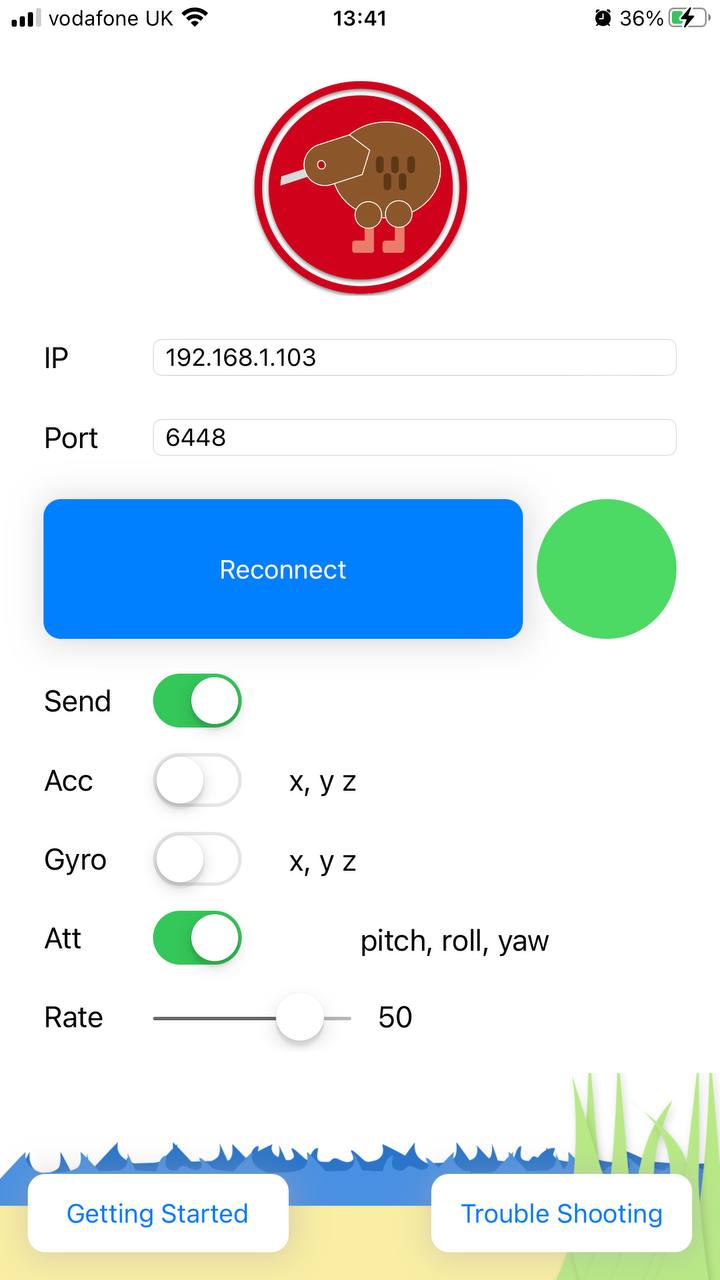 vodafone UK 13:41 36%
IP 192.168.1.103
Port 6448
Reconnect
Send
Acc x, y z
Gyro x, y z
Att pitch, roll, yaw
Rate 50
Getting Started Trouble Shooting